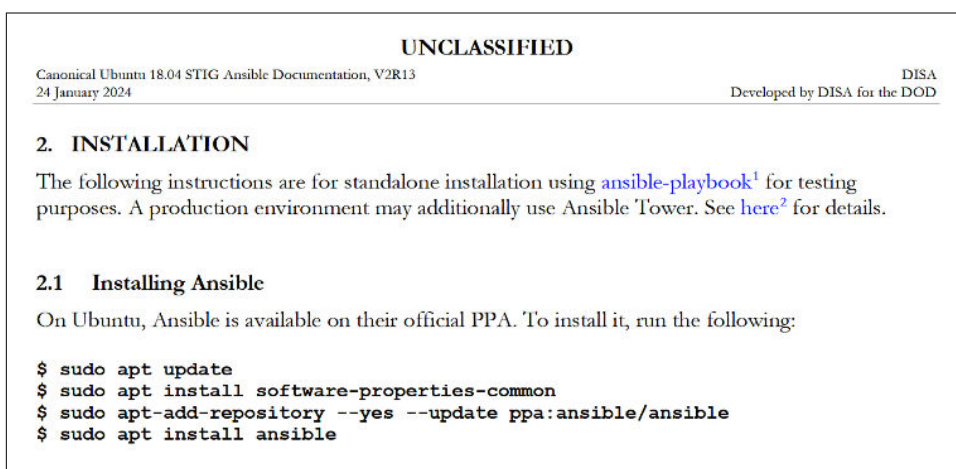 UNCLASSIFIED
Canonical Ubuntu 18.04 STIG Ansible Documentation, V2R13
DISA
24 January 2024
Developed by DISA for the DOD
2. INSTALLATION
The following instructions are for standalone installation using ansible-playbook¹ for testing
purposes. A production environment may additionally use Ansible Tower. See here² for details.
2.1 Installing Ansible
On Ubuntu, Ansible is available on their official PPA. To install it, run the following:
$ sudo apt update
$ sudo apt install software-properties-common
$ sudo apt-add-repository --yes --update ppa:ansible/ansible
$ sudo apt install ansible